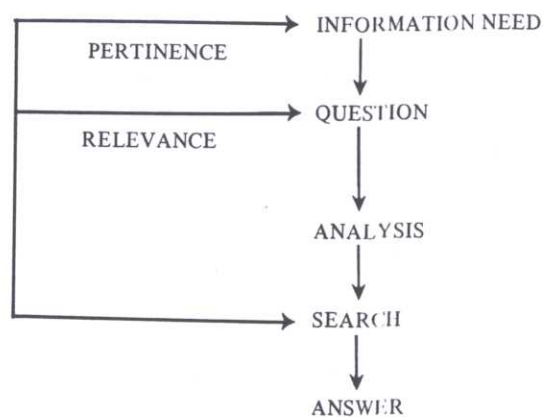 INFORMATION NEED
PERTINENCE
QUESTION
RELEVANCE
ANALYSIS
SEARCH
ANSWER